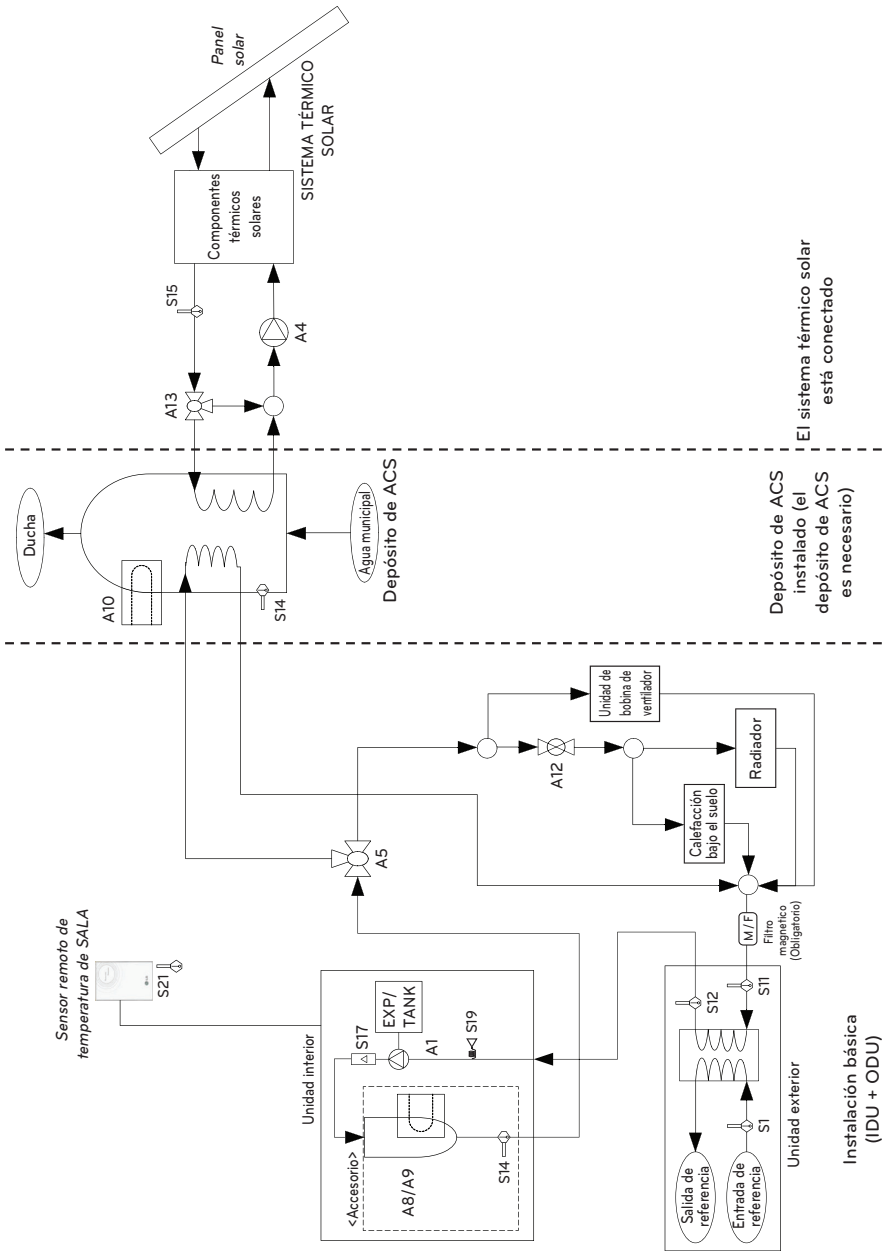 Panel
solar
Componentes
térmicos
solares
SISTEMA TÉRMICO
SOLAR
S15
A13
A4
El sistema térmico solar
está conectado
Ducha
A10
S14
Agua municipal
Depósito de ACS
Depósito de ACS
instalado (el
depósito de ACS
es necesario)
Sensor remoto de
temperatura de SALA
S21
A5
A12
Unidad de
bobina de
ventilador
Radiador
Calefacción
bajo el suelo
M / F
Filtro
magnetico
(Obligatorio)
Unidad interior
<Accesorio>
A8/A9
S14
S17
EXP/
TANK
A1
S19
S12
S11
S1
Salida de
referencia
Entrada de
referencia
Unidad exterior
Instalación básica
(IDU + ODU)